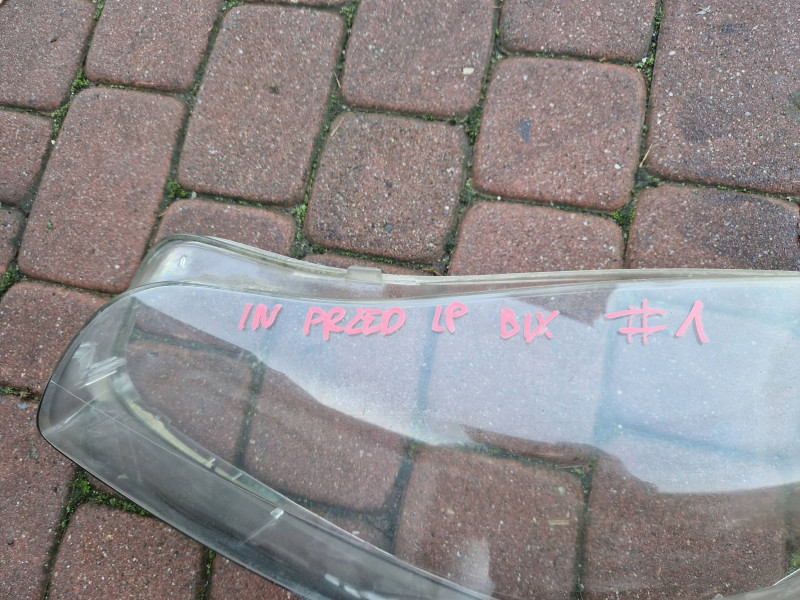 IN PRZED LP BIX #1